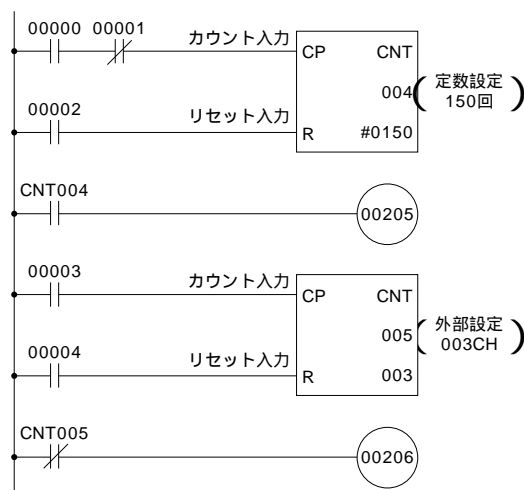 00000 00001 カウント入力
CP CNT
004 (定数設定
150回)
00002 リセット入力
R #0150
CNT004
00205
00003 カウント入力
CP CNT
005 (外部設定
003CH)
00004 リセット入力
R 003
CNT005
00206